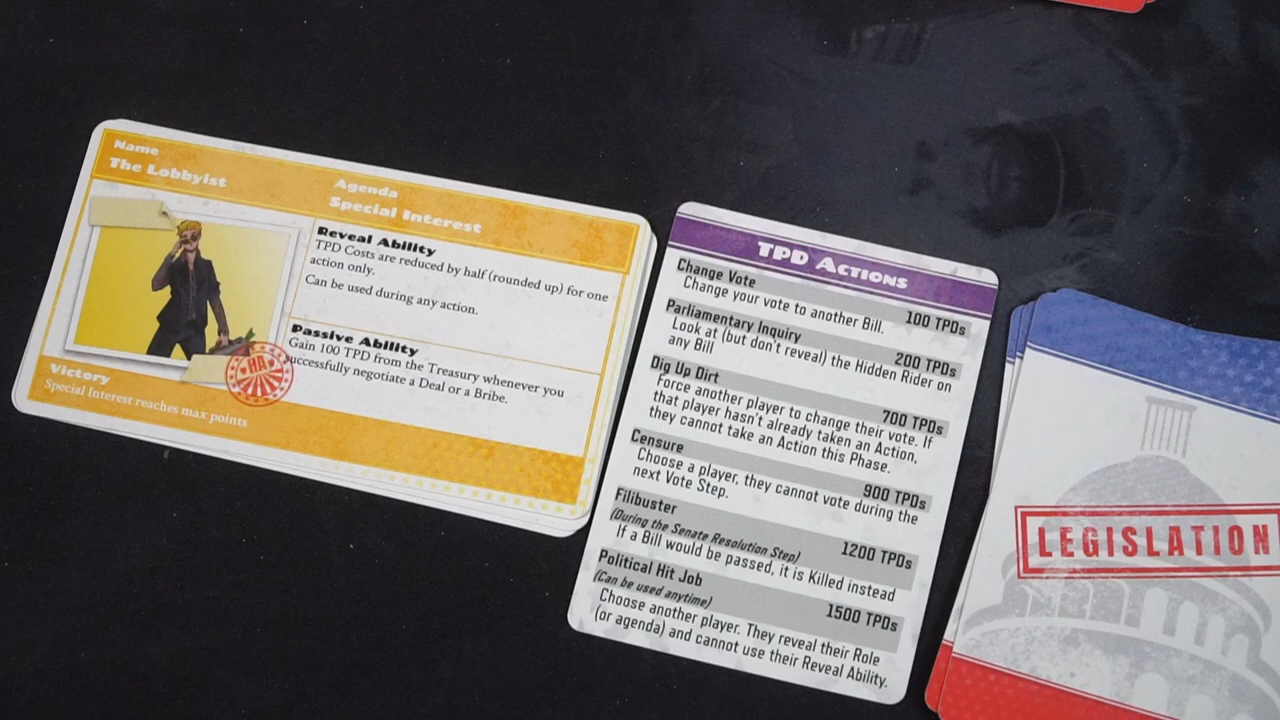 Name
The Lobbyist
Agenda
Special Interest
Reveal Ability
TPD Costs are reduced by half (rounded up) for one
action only.
Can be used during any action.
Passive Ability
Gain 100 TPD from the Treasury whenever you
successfully negotiate a Deal or a Bribe.
HA
Victory
Special Interest reaches max points
TPD Actions
Change Vote 100 TPDs
Change your vote to another Bill.
Parliamentary Inquiry 200 TPDs
Look at (but don't reveal) the Hidden Rider on
any Bill
Dig Up Dirt 700 TPDs
Force another player to change their vote. If
that player hasn't already taken an Action,
they cannot take an Action this Phase.
Censure 900 TPDs
Choose a player, they cannot vote during the
next Vote Step.
Filibuster
(During the Senate Resolution Step) 1200 TPDs
If a Bill would be passed, it is Killed instead
Political Hit Job
(Can be used anytime) 1500 TPDs
Choose another player. They reveal their Role
(or agenda) and cannot use their Reveal Ability.
LEGISLATION